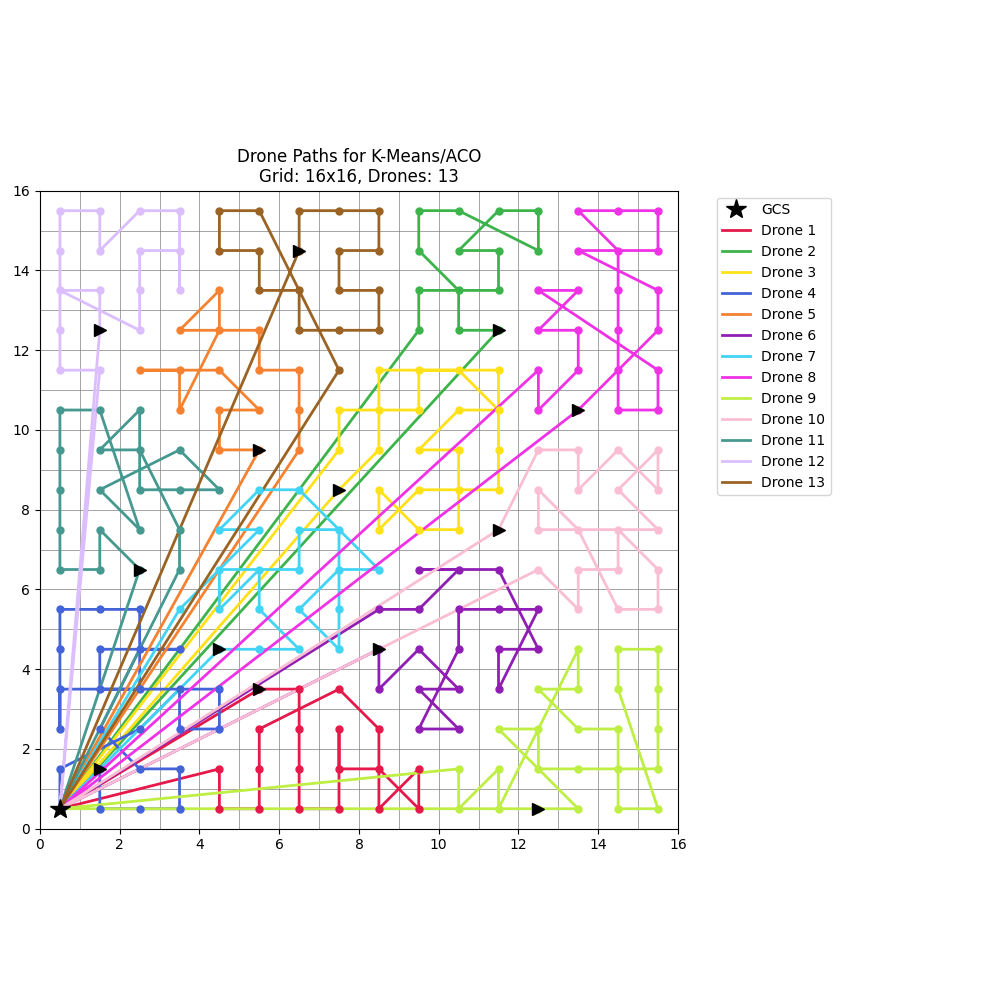 Drone Paths for K-Means/ACO
Grid: 16x16, Drones: 13
16
14
12
10
8
6
4
2
0
0 2 4 6 8 10 12 14 16
GCS
Drone 1
Drone 2
Drone 3
Drone 4
Drone 5
Drone 6
Drone 7
Drone 8
Drone 9
Drone 10
Drone 11
Drone 12
Drone 13